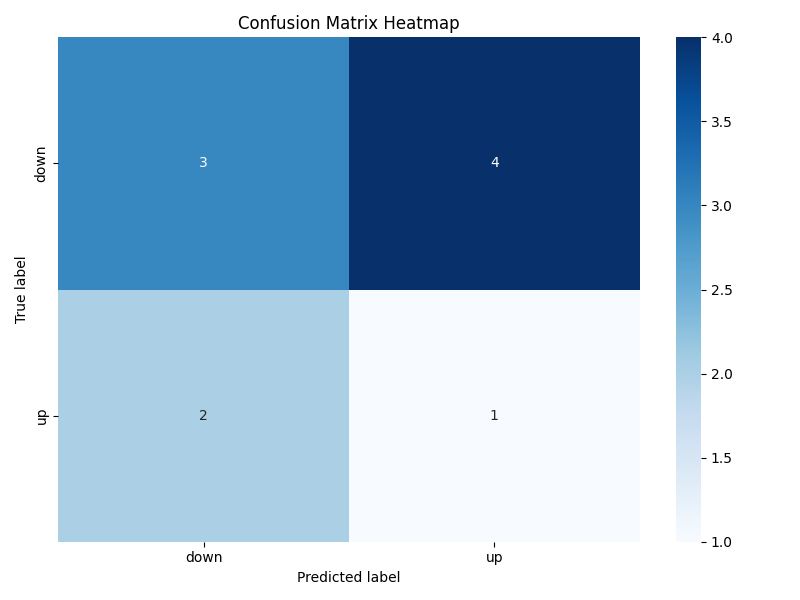 Confusion Matrix Heatmap
True label
down
3
4
up
2
1
down
up
Predicted label
4.0
3.5
3.0
2.5
2.0
1.5
1.0